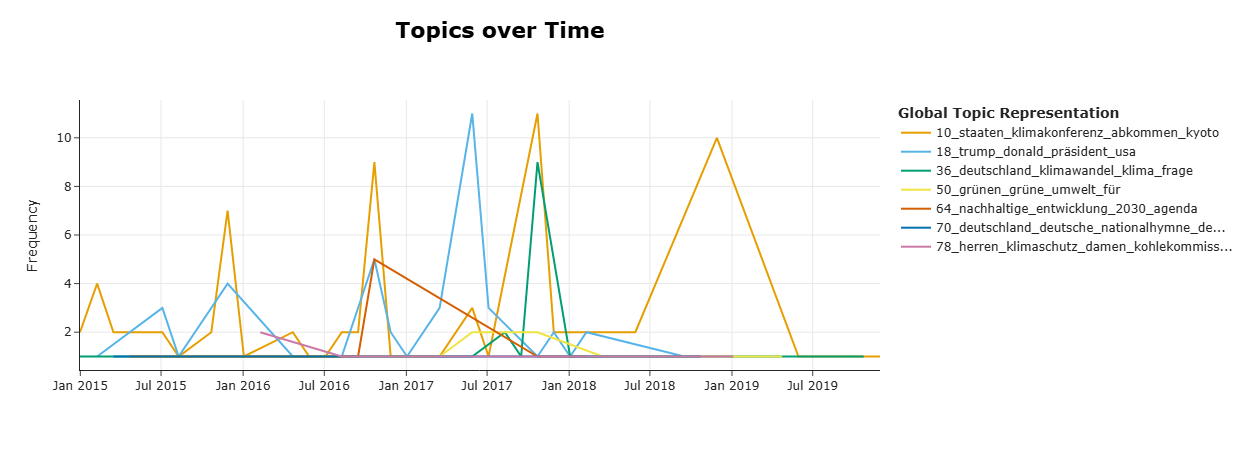 Topics over Time
Frequency
10
8
6
4
2
Jan 2015 Jul 2015 Jan 2016 Jul 2016 Jan 2017 Jul 2017 Jan 2018 Jul 2018 Jan 2019 Jul 2019
Global Topic Representation
10_staaten_klimakonferenz_abkommen_kyoto
18_trump_donald_präsident_usa
36_deutschland_klimawandel_klima_frage
50_grünen_grüne_umwelt_für
64_nachhaltige_entwicklung_2030_agenda
70_deutschland_deutsche_nationalhymne_de...
78_herren_klimaschutz_damen_kohlekommiss...